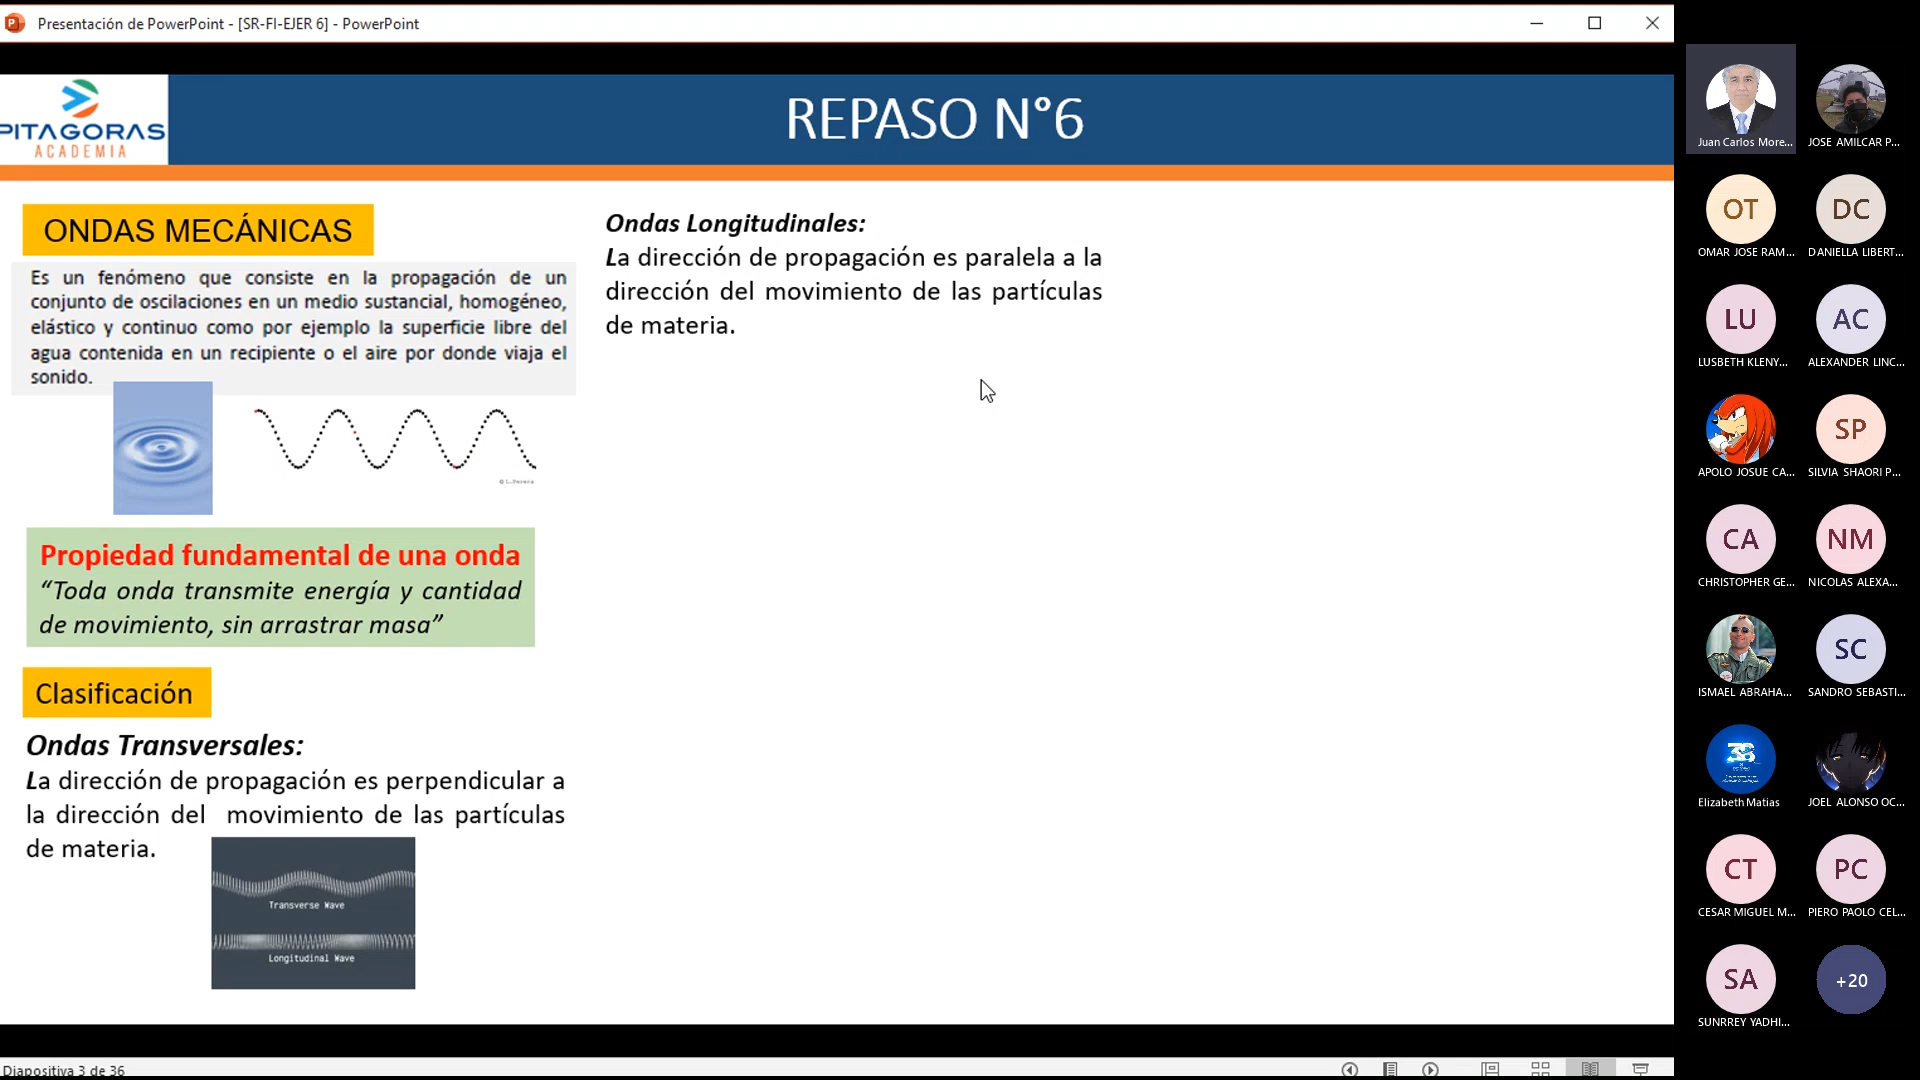 Presentación de PowerPoint - [SR-FI-EJER 6] - PowerPoint
PITAGORAS
ACADEMIA
REPASO N°6
ONDAS MECÁNICAS
Es un fenómeno que consiste en la propagación de un
conjunto de oscilaciones en un medio sustancial, homogéneo,
elástico y continuo como por ejemplo la superficie libre del
agua contenida en un recipiente o el aire por donde viaja el
sonido.
Propiedad fundamental de una onda
“Toda onda transmite energía y cantidad
de movimiento, sin arrastrar masa”
Clasificación
Ondas Transversales:
La dirección de propagación es perpendicular a
la dirección del movimiento de las partículas
de materia.
Transverse Wave
Longitudinal Wave
Ondas Longitudinales:
La dirección de propagación es paralela a la
dirección del movimiento de las partículas
de materia.
Juan Carlos More...
JOSE AMILCAR P...
OT
OMAR JOSE RAM...
DC
DANIELLA LIBERT...
LU
LUSBETH KLENY...
AC
ALEXANDER LINC...
APOLO JOSUE CA...
SP
SILVIA SHAORI P...
CA
CHRISTOPHER GE...
NM
NICOLAS ALEXA...
ISMAEL ABRAHA...
SC
SANDRO SEBASTI...
38
Elizabeth Matias
JOEL ALONSO OC...
CT
CESAR MIGUEL M...
PC
PIERO PAOLO CEL...
SA
SUNRREY YADHI...
+20
Diapositiva 3 de 36